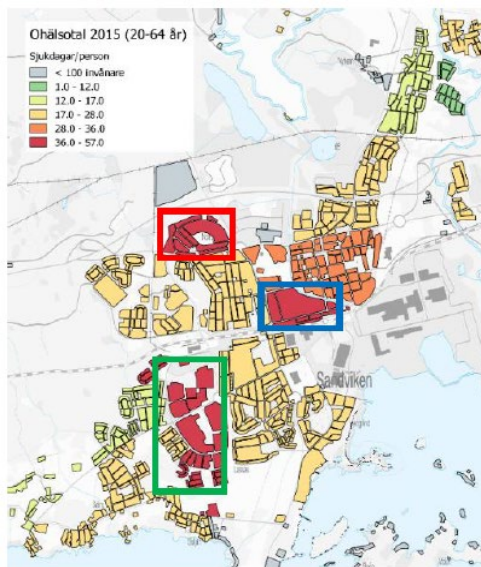 Ohälsotal 2015 (20-64 år)
Sjukdagar/person
< 100 invånare
1.0 - 12.0
12.0 - 17.0
17.0 - 28.0
28.0 - 36.0
36.0 - 57.0
Sandviken